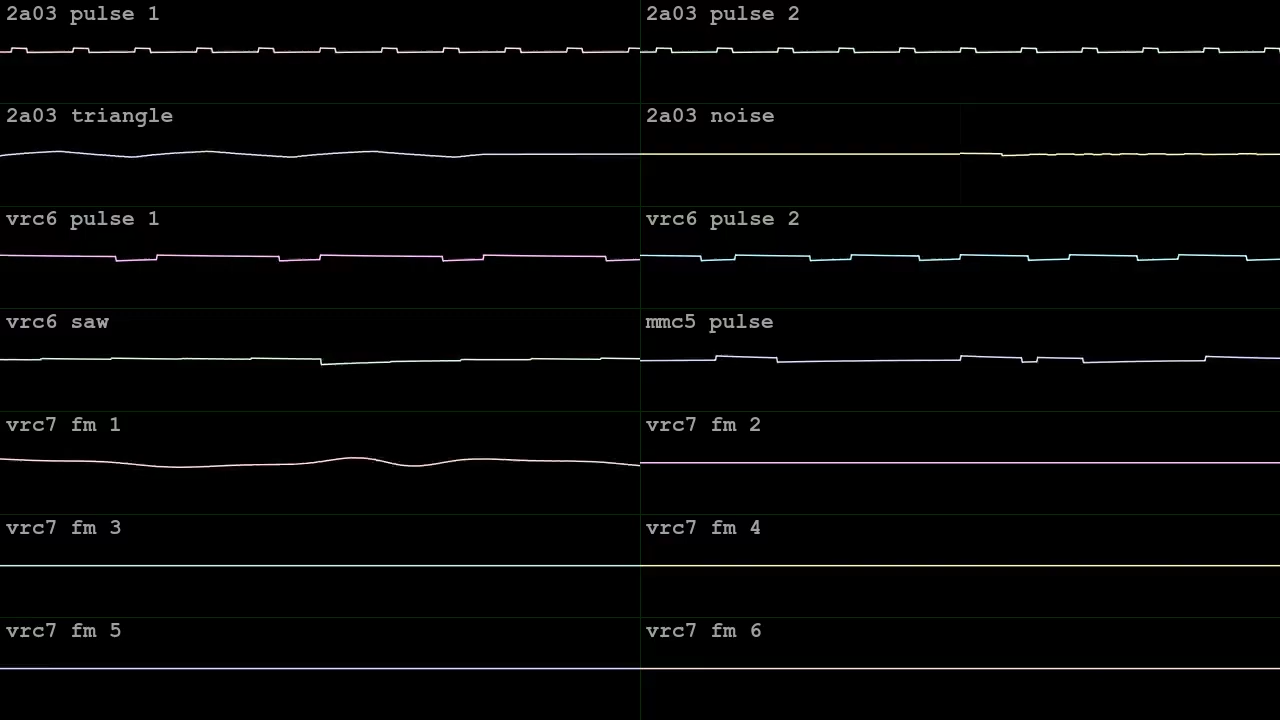 2a03 pulse 1
2a03 pulse 2
2a03 triangle
2a03 noise
vrc6 pulse 1
vrc6 pulse 2
vrc6 saw
mmc5 pulse
vrc7 fm 1
vrc7 fm 2
vrc7 fm 3
vrc7 fm 4
vrc7 fm 5
vrc7 fm 6